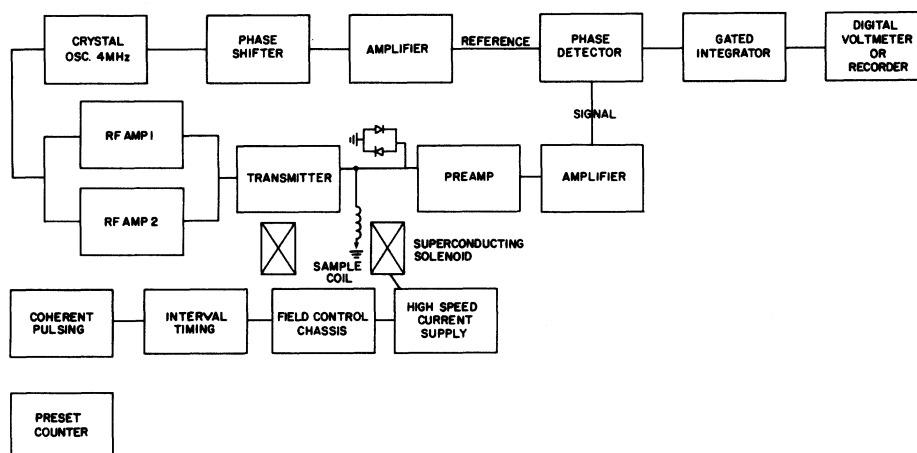 CRYSTAL
OSC. 4MHz
PHASE
SHIFTER
AMPLIFIER
REFERENCE
PHASE
DETECTOR
GATED
INTEGRATOR
DIGITAL
VOLTMETER
OR
RECORDER
SIGNAL
RF AMP 1
RF AMP 2
TRANSMITTER
PREAMP
AMPLIFIER
SAMPLE
COIL
SUPERCONDUCTING
SOLENOID
COHERENT
PULSING
INTERVAL
TIMING
FIELD CONTROL
CHASSIS
HIGH SPEED
CURRENT
SUPPLY
PRESET
COUNTER